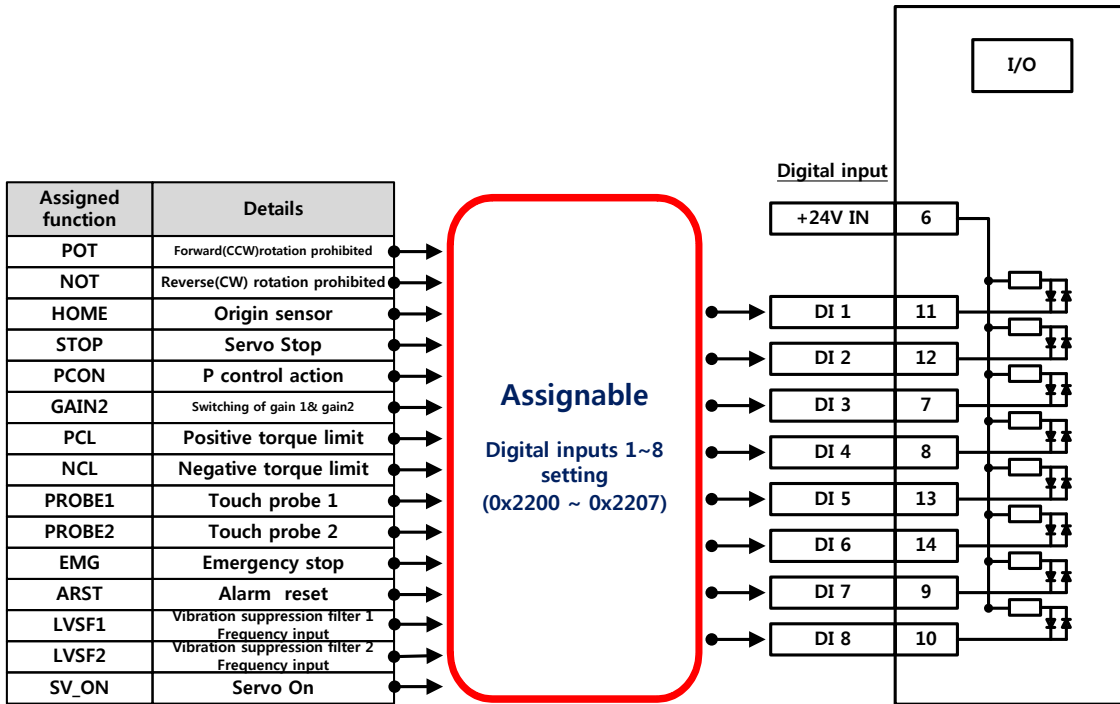 I/O
Digital input
+24V IN 6
Assigned function Details
POT Forward(CCW)rotation prohibited
NOT Reverse(CW) rotation prohibited
HOME Origin sensor
STOP Servo Stop
PCON P control action
GAIN2 Switching of gain 1& gain2
PCL Positive torque limit
NCL Negative torque limit
PROBE1 Touch probe 1
PROBE2 Touch probe 2
EMG Emergency stop
ARST Alarm reset
LVSF1 Vibration suppression filter 1
Frequency input
LVSF2 Vibration suppression filter 2
Frequency input
SV_ON Servo On
Assignable
Digital inputs 1~8
setting
(0x2200 ~ 0x2207)
DI 1 11
DI 2 12
DI 3 7
DI 4 8
DI 5 13
DI 6 14
DI 7 9
DI 8 10